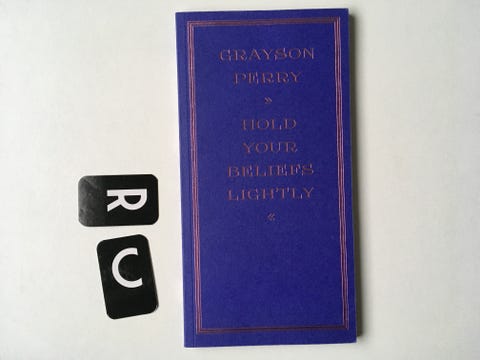 GRAYSON
PERRY
»
HOLD
YOUR
BELIEFS
LIGHTLY
«
R
C